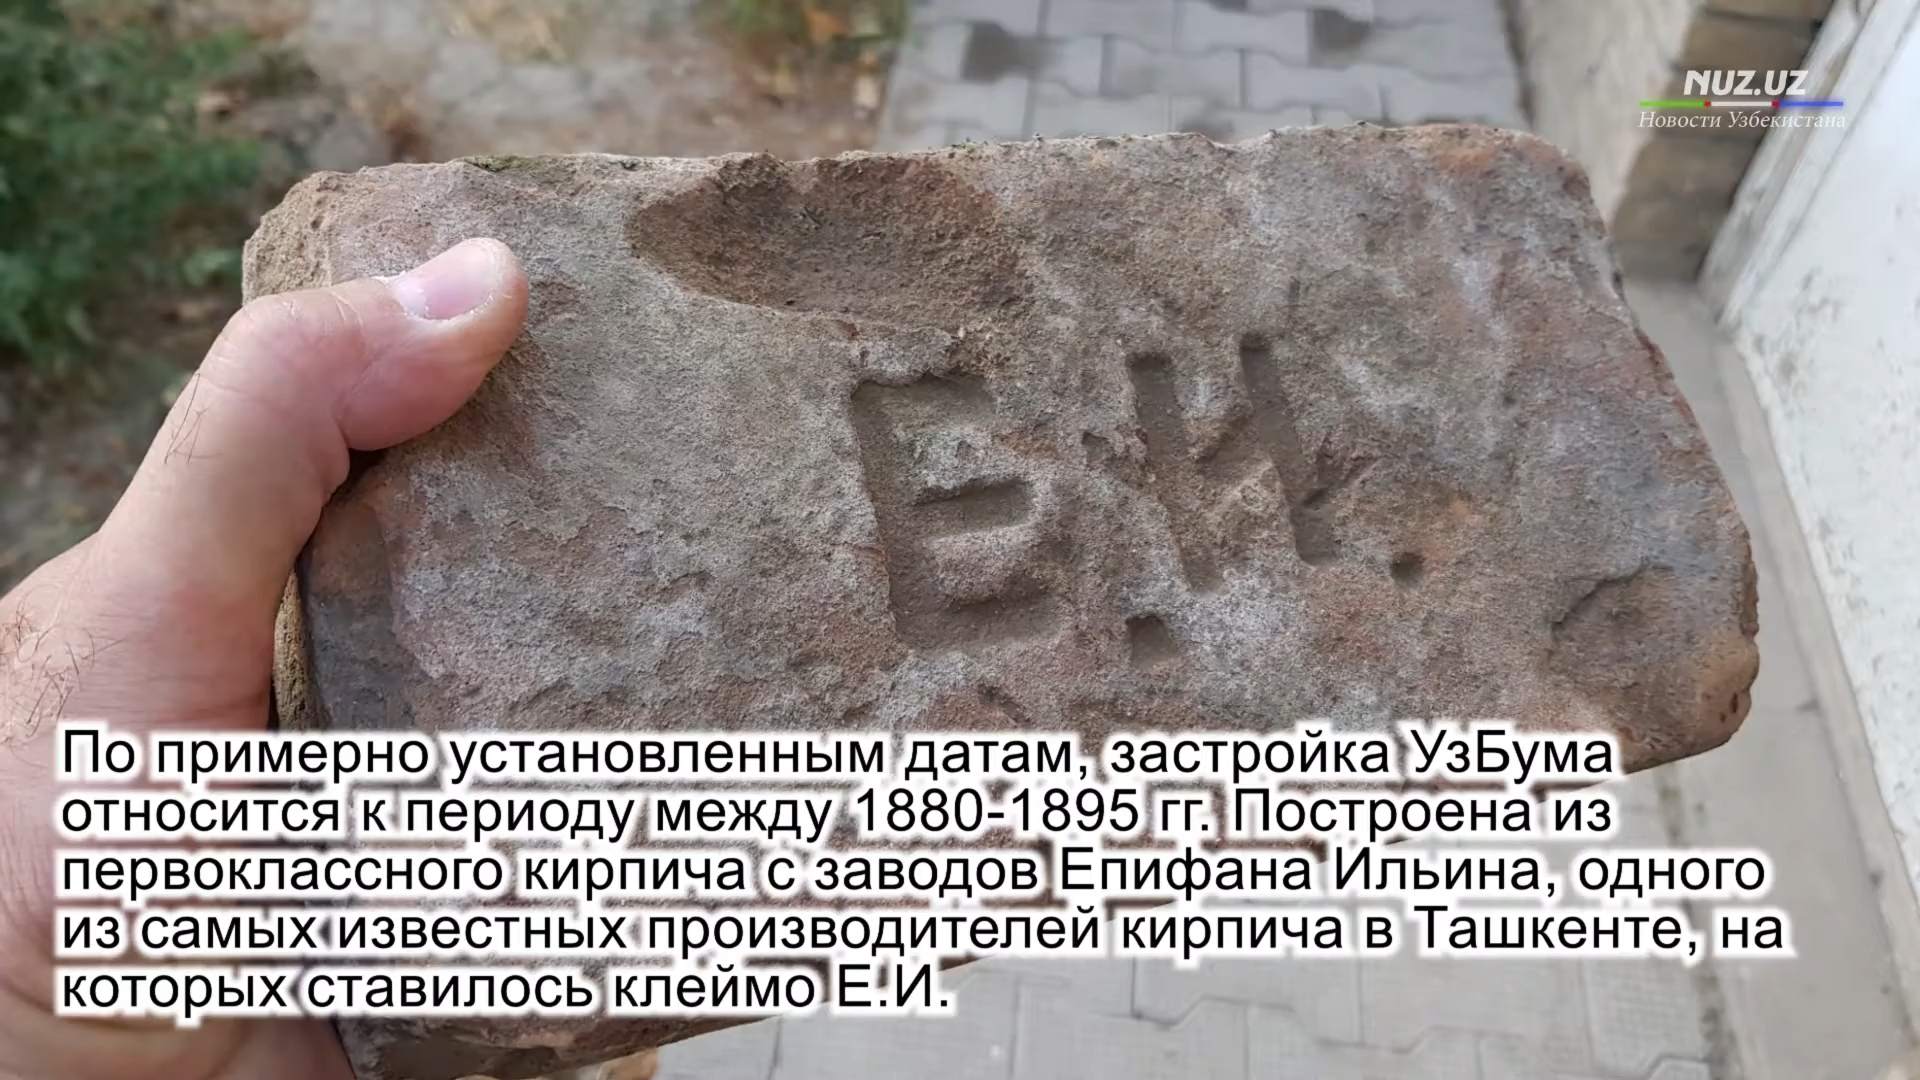 NUZ.UZ
Новости Узбекистана
Е.И.
По примерно установленным датам, застройка УзБума
относится к периоду между 1880-1895 гг. Построена из
первоклассного кирпича с заводов Епифана Ильина, одного
из самых известных производителей кирпича в Ташкенте, на
которых ставилось клеймо Е.И.